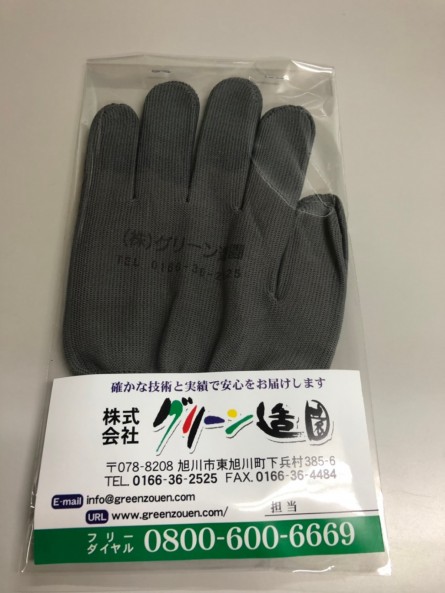 (株)グリーン造園
TEL 0166-36-2525
確かな技術と実績で安心をお届けします
株式会社 グリーン造園
〒078-8208 旭川市東旭川町下兵村385-6
TEL.0166-36-2525 FAX.0166-36-4484
E-mail info@greenzouen.com
URL www.greenzouen.com/ 担当
フリーダイヤル 0800-600-6669